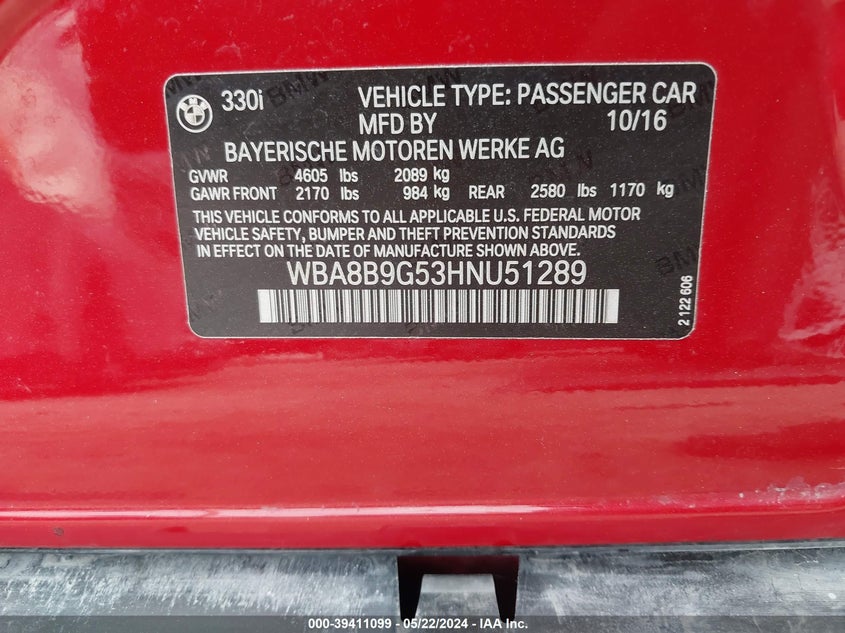 BMW
330i VEHICLE TYPE: PASSENGER CAR
MFD BY 10/16
BAYERISCHE MOTOREN WERKE AG
GVWR 4605 lbs 2089 kg
GAWR FRONT 2170 lbs 984 kg REAR 2580 lbs 1170 kg
THIS VEHICLE CONFORMS TO ALL APPLICABLE U.S. FEDERAL MOTOR
VEHICLE SAFETY, BUMPER AND THEFT PREVENTION STANDARDS
IN EFFECT ON THE DATE OF MANUFACTURE SHOWN ABOVE.
WBA8B9G53HNU51289
2 122 606
000-39411099 / 05/22/2024 / IAA Inc.